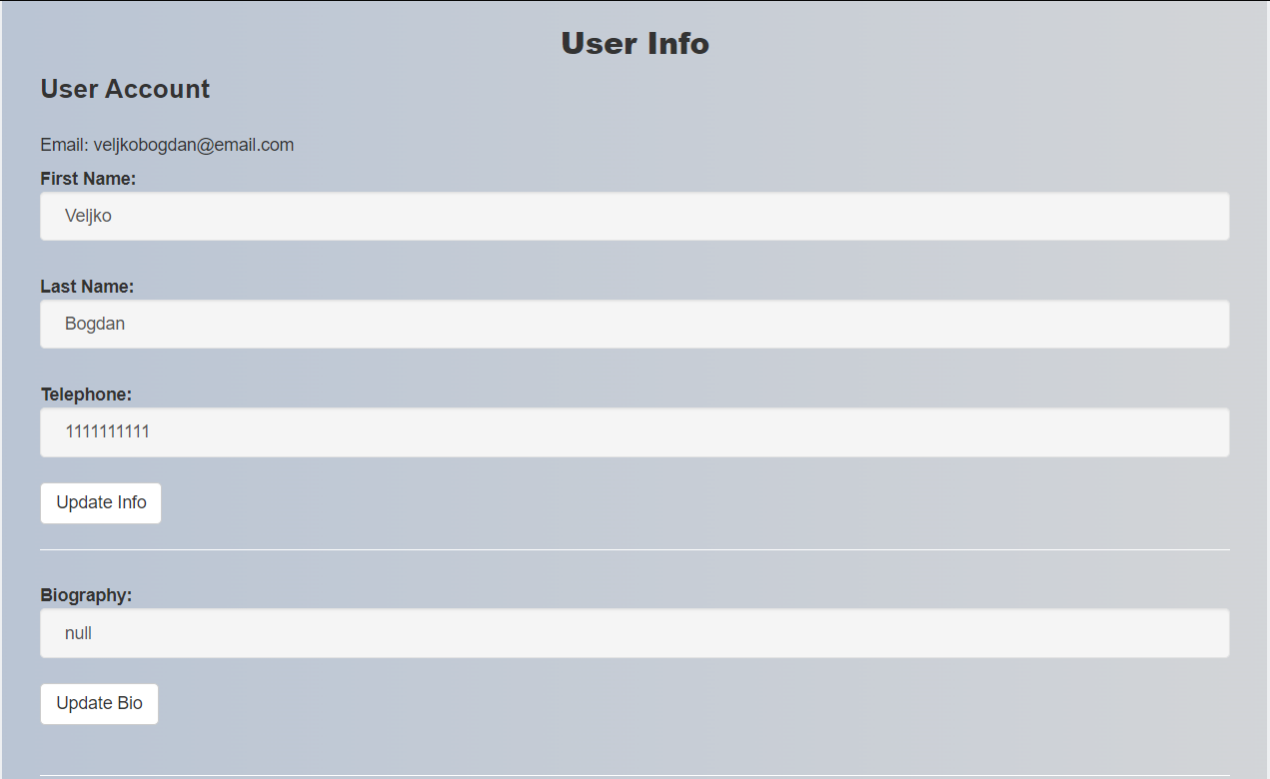 User Info
User Account
Email: veljkobogdan@email.com
First Name:
Veljko
Last Name:
Bogdan
Telephone:
1111111111
Update Info
Biography:
null
Update Bio